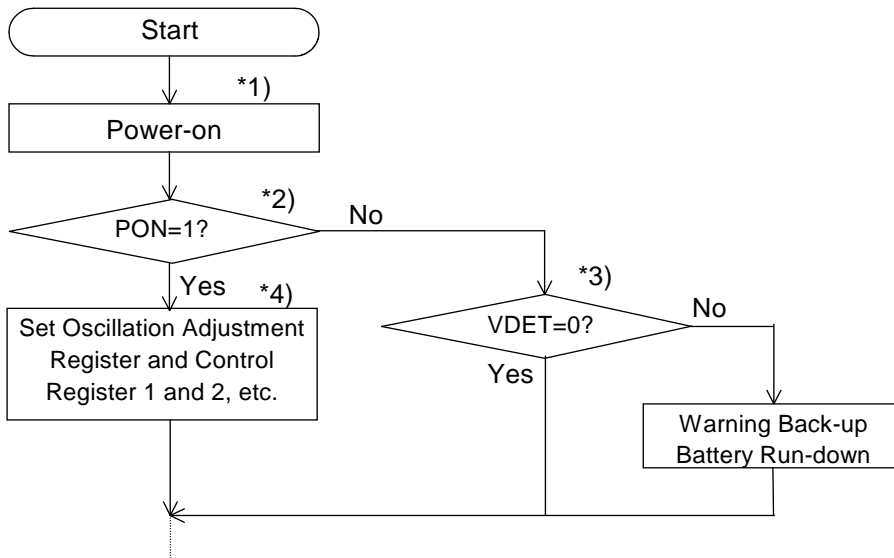 Start
*1)
Power-on
*2)
PON=1?
No
Yes
*4)
Set Oscillation Adjustment
Register and Control
Register 1 and 2, etc.
*3)
VDET=0?
No
Yes
Warning Back-up
Battery Run-down